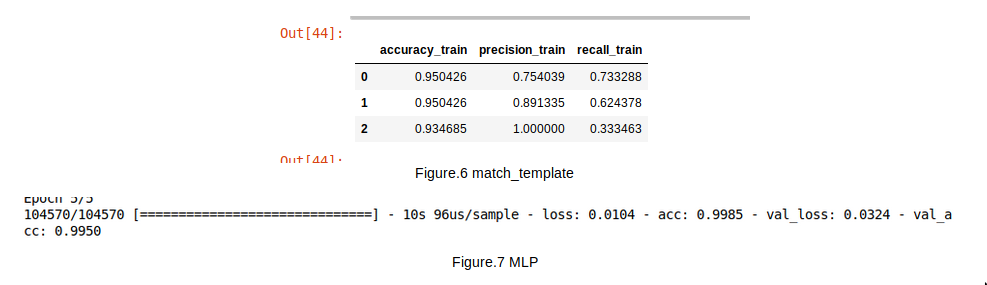 Out[44]:
accuracy_train precision_train recall_train
0 0.950426 0.754039 0.733288
1 0.950426 0.891335 0.624378
2 0.934685 1.000000 0.333463
Out[44]:
Figure.6 match_template
Epoch 5/5
104570/104570 [==============================] - 10s 96us/sample - loss: 0.0104 - acc: 0.9985 - val_loss: 0.0324 - val_a
cc: 0.9950
Figure.7 MLP